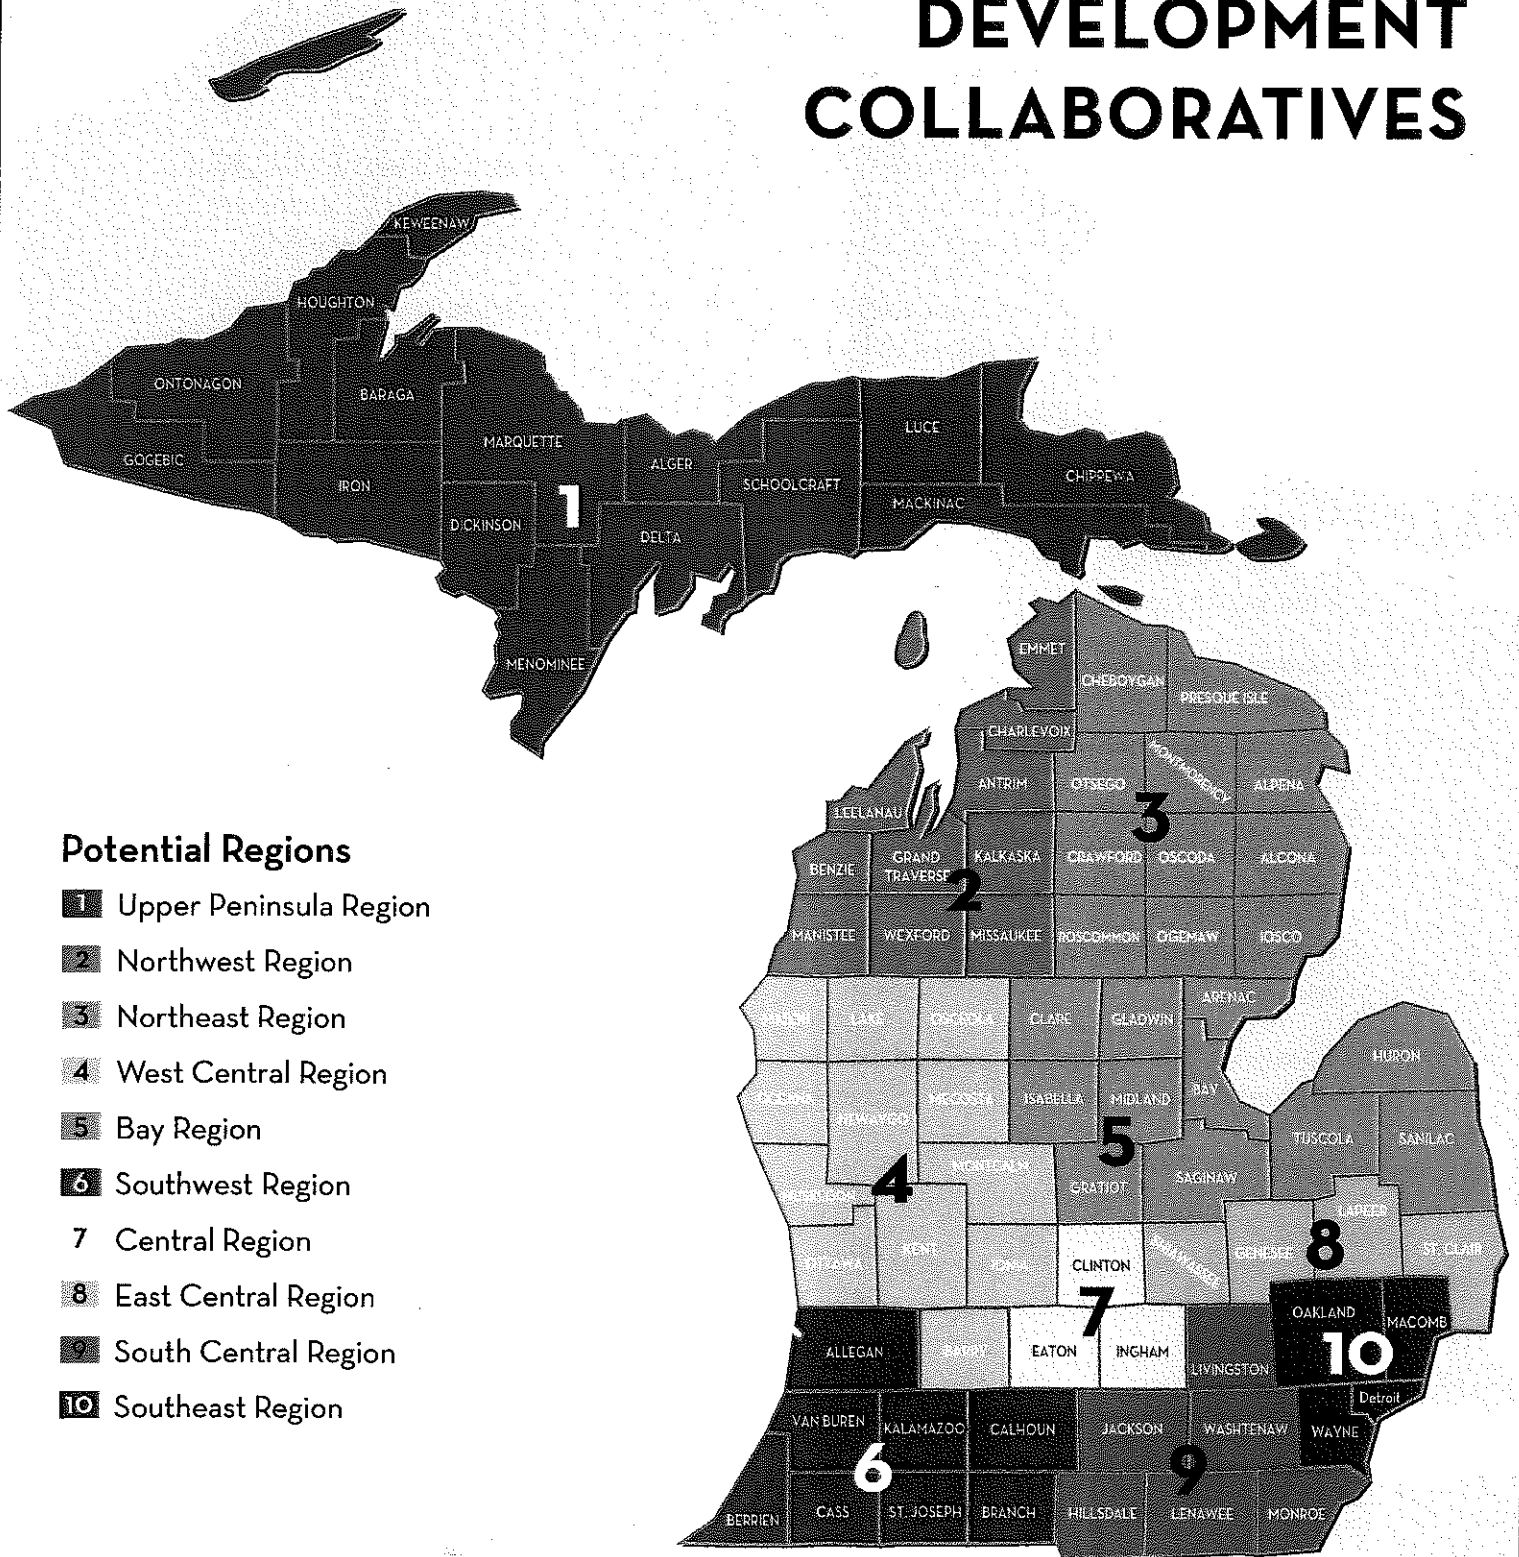 DEVELOPMENT
COLLABORATIVES
KEWEENAW
HOUGHTON
ONTONAGON
BARAGA
GOGEBIC
IRON
MARQUETTE
DICKINSON
1
ALGER
DELTA
MENOMINEE
SCHOOLCRAFT
LUCE
MACKINAC
CHIPPEWA
EMMET
CHEBOYGAN
PRESQUE ISLE
CHARLEVOIX
ANTRIM
OTSEGO
MONTMORENCY
ALPENA
3
LEELANAU
BENZIE
GRAND
TRAVERSE
KALKASKA
CRAWFORD
OSCODA
ALCONA
2
MANISTEE
WEXFORD
MISSAUKEE
ROSCOMMON
OGEMAW
IOSCO
Potential Regions
1 Upper Peninsula Region
2 Northwest Region
3 Northeast Region
4 West Central Region
5 Bay Region
6 Southwest Region
7 Central Region
8 East Central Region
9 South Central Region
10 Southeast Region
LAKE
OSCEOLA
CLARE
GLADWIN
ARENAC
HURON
MECOSTA
ISABELLA
MIDLAND
BAY
5
TUSCOLA
SANILAC
4
MONTCALM
GRATIOT
SAGINAW
LAPEER
KENT
CLINTON
GENESEE
8
ST. CLAIR
7
ALLEGAN
EATON
INGHAM
LIVINGSTON
OAKLAND
MACOMB
10
Detroit
VAN BUREN
KALAMAZOO
CALHOUN
JACKSON
WASHTENAW
WAYNE
6
9
BERRIEN
CASS
ST. JOSEPH
BRANCH
HILLSDALE
LENAWEE
MONROE